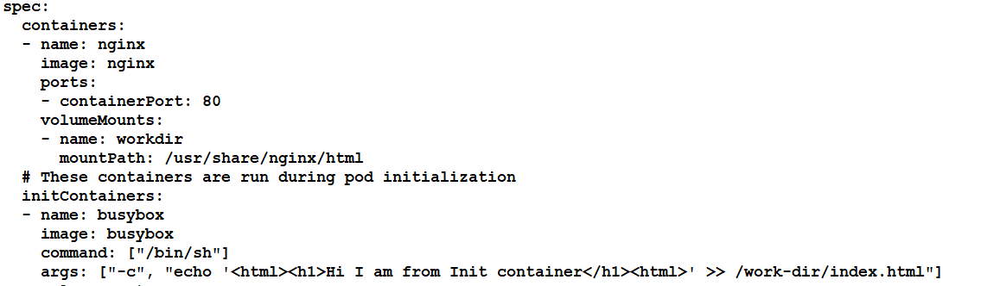 spec:
  containers:
  - name: nginx
    image: nginx
    ports:
    - containerPort: 80
    volumeMounts:
    - name: workdir
      mountPath: /usr/share/nginx/html
  # These containers are run during pod initialization
  initContainers:
  - name: busybox
    image: busybox
    command: ["/bin/sh"]
    args: ["-c", "echo '<html><h1>Hi I am from Init container</h1><html>' >> /work-dir/index.html"]